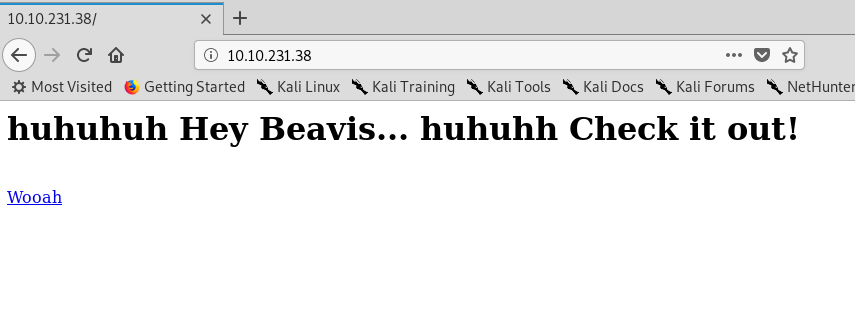 10.10.231.38/
10.10.231.38
Most Visited Getting Started Kali Linux Kali Training Kali Tools Kali Docs Kali Forums NetHunter
huhuhuh Hey Beavis... huhuhh Check it out!
Wooah